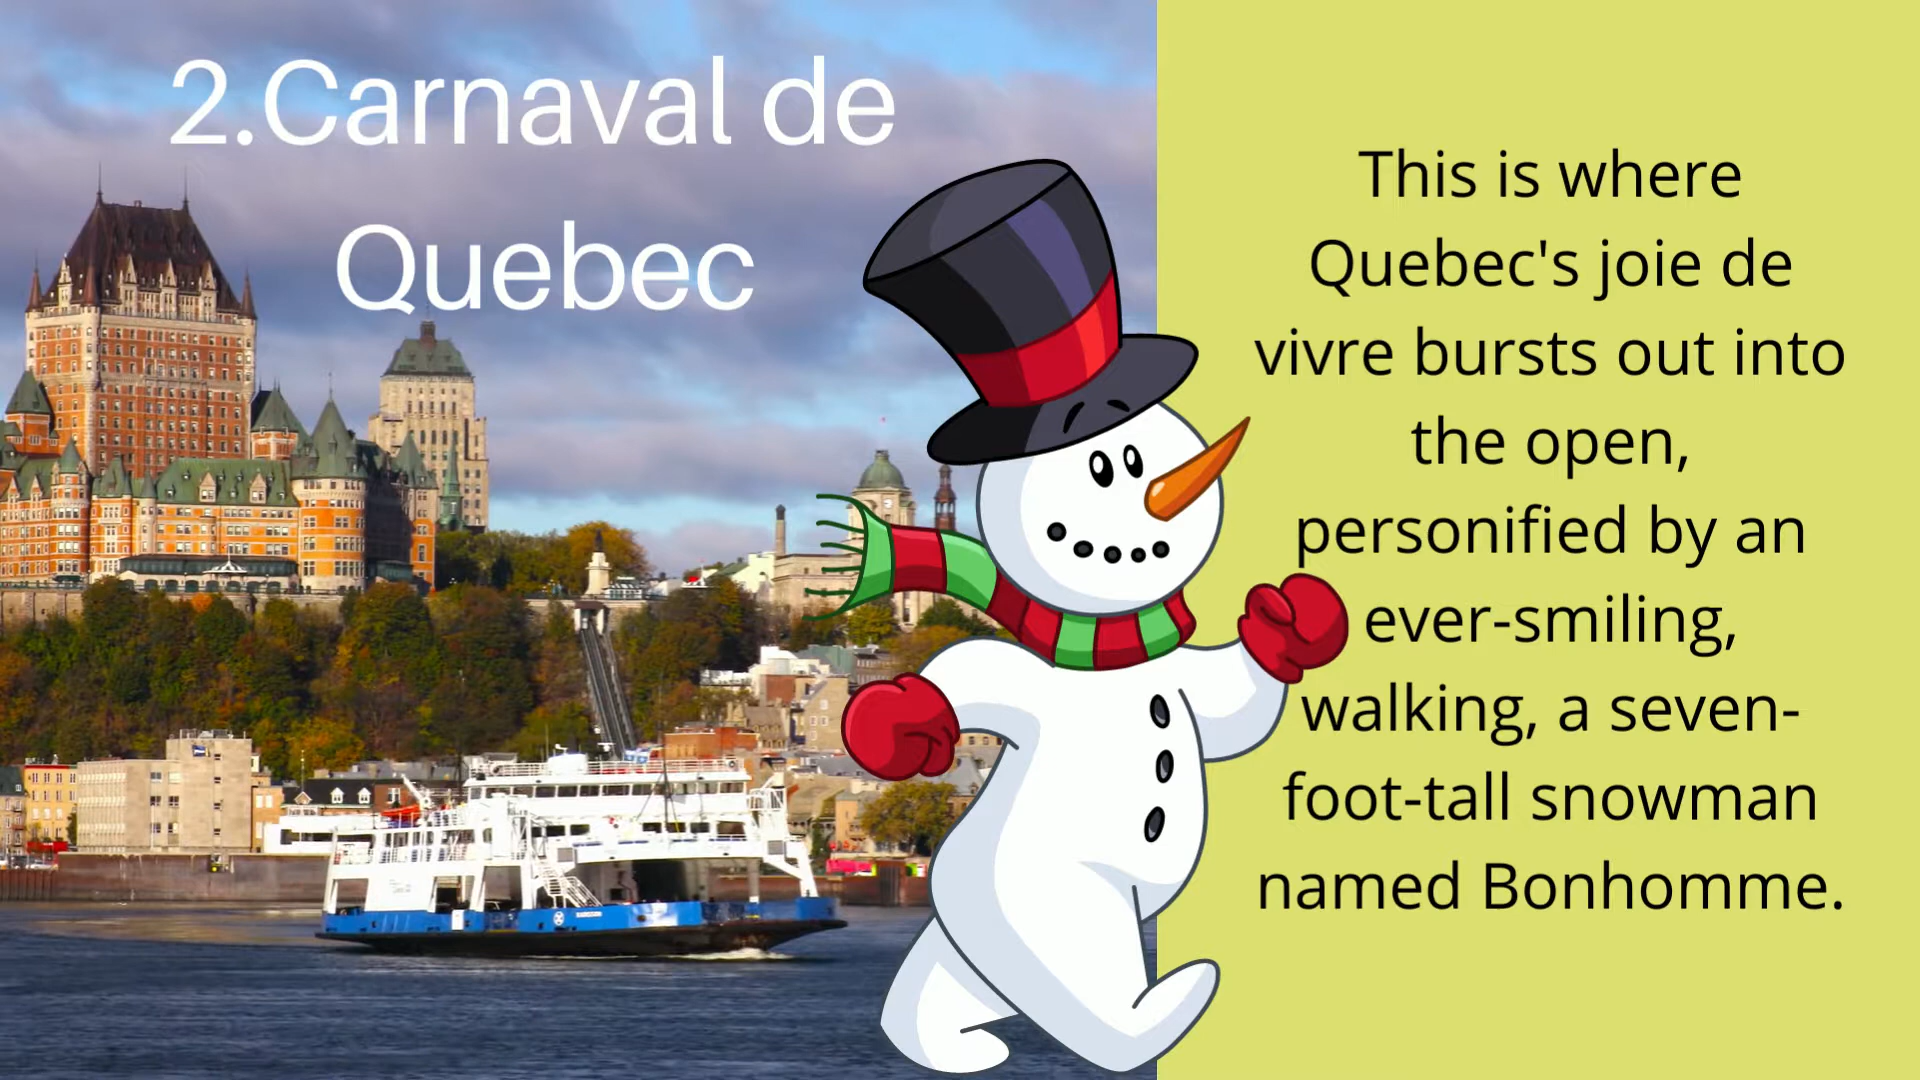 2.Carnaval de
Quebec
This is where
Quebec's joie de
vivre bursts out into
the open,
personified by an
ever-smiling,
walking, a seven-
foot-tall snowman
named Bonhomme.